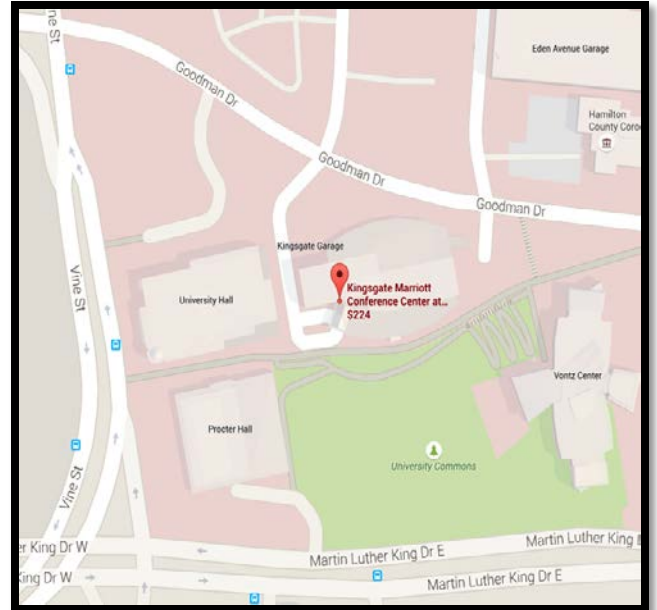 ne St
Eden Avenue Garage
Goodman Dr
Hamilton
County Coro
Goodman Dr
Goodman Dr
Kingsgate Garage
Vine St
University Hall
Kingsgate Marriott
Conference Center at...
$224
Vontz Center
Procter Hall
University Commons
Vine St
er King Dr W
Martin Luther King Dr E
Martin Luther King
King Dr W
Martin Luther King Dr E